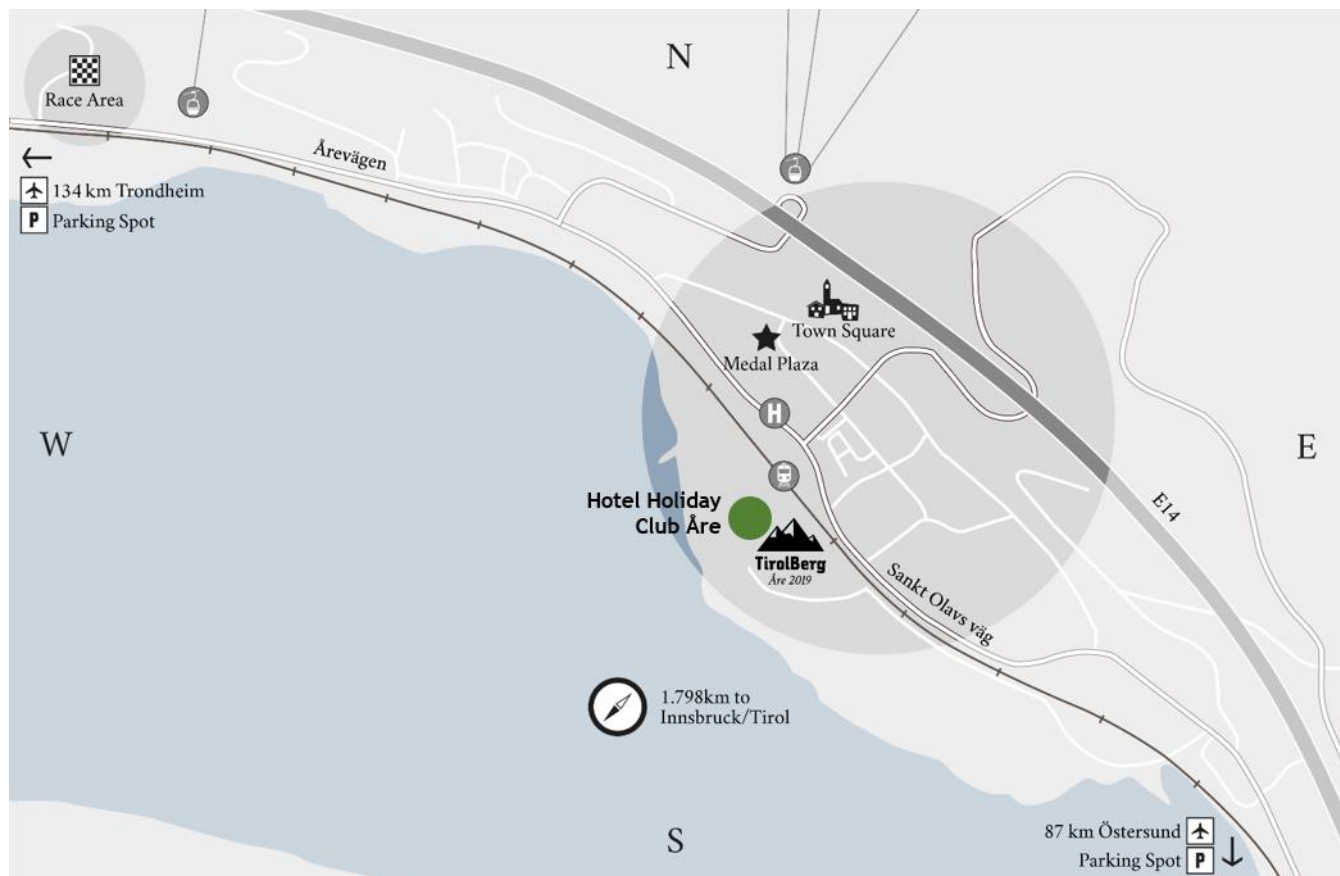 N
Race Area
Årevägen
134 km Trondheim
P Parking Spot
Town Square
Medal Plaza
H
W
E
E14
Hotel Holiday
Club Åre
TirolBerg
Åre 2019
Sankt Olavs väg
1.798km to
Innsbruck/Tirol
87 km Östersund
Parking Spot P
S